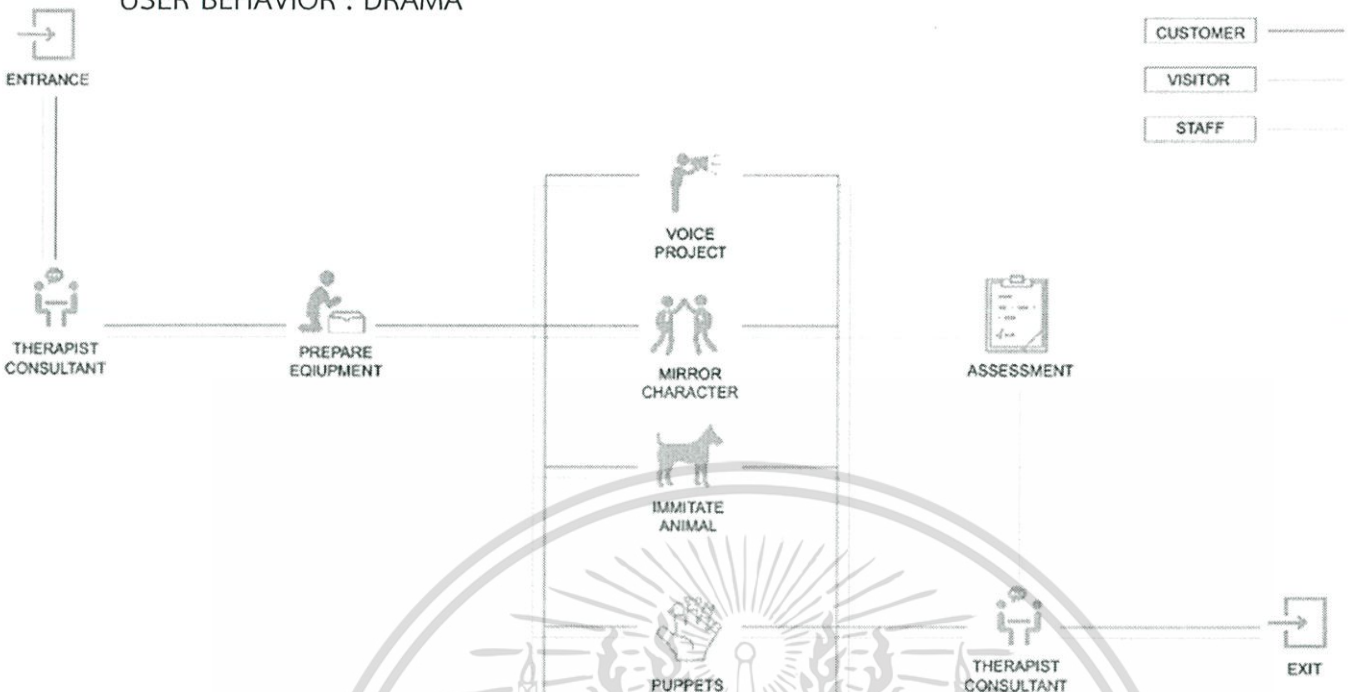 USER BEHAVIOR : DRAMA
CUSTOMER
VISITOR
STAFF
ENTRANCE
VOICE
PROJECT
THERAPIST
CONSULTANT
PREPARE
EQIUPMENT
MIRROR
CHARACTER
ASSESSMENT
IMMITATE
ANIMAL
PUPPETS
THERAPIST
CONSULTANT
EXIT